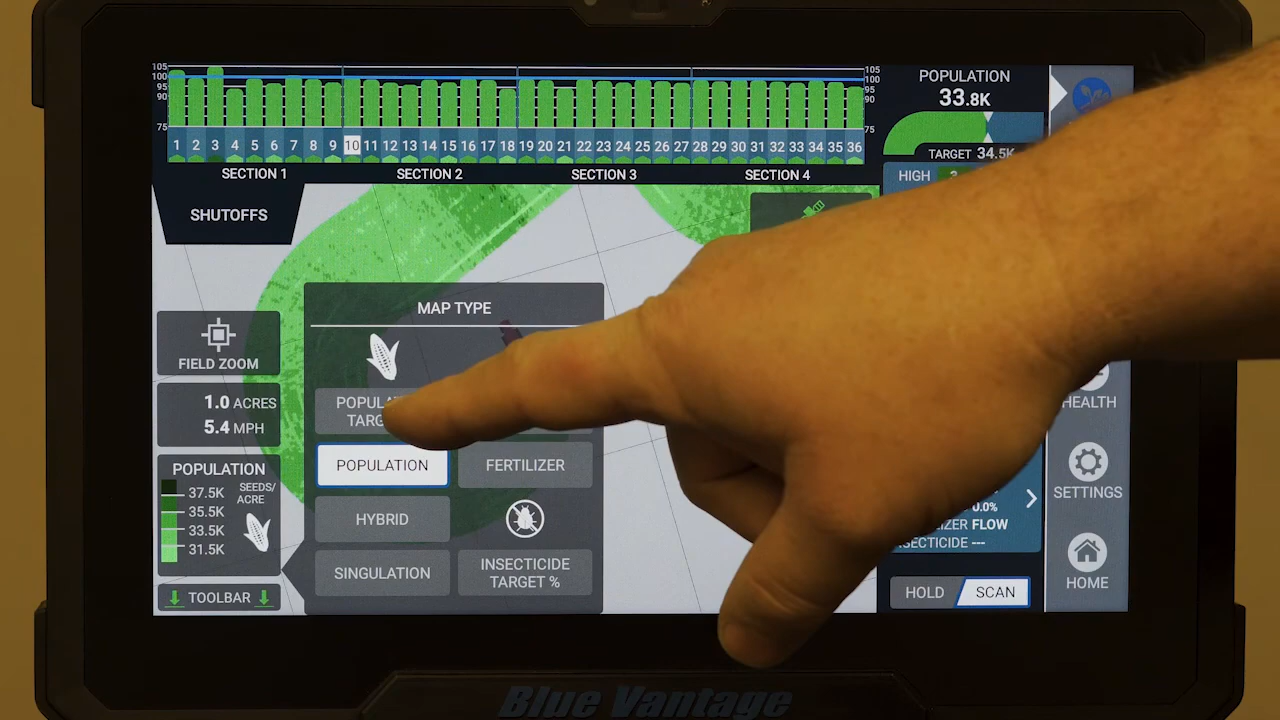 105
100
95
90
75
105
100
95
90
75
1 2 3 4 5 6 7 8 9 10 11 12 13 14 15 16 17 18 19 20 21 22 23 24 25 26 27 28 29 30 31 32 33 34 35 36
SECTION 1 SECTION 2 SECTION 3 SECTION 4
POPULATION
33.8K
TARGET 34.5K
HIGH
SHUTOFFS
FIELD ZOOM
1.0 ACRES
5.4 MPH
POPULATION
SEEDS/
ACRE
37.5K
35.5K
33.5K
31.5K
TOOLBAR
MAP TYPE
POPULATION
FERTILIZER
HYBRID
SINGULATION
INSECTICIDE
TARGET %
HEALTH
SETTINGS
HOME
0.0%
FLOW
INSECTICIDE ---
HOLD SCAN
Blue Vantage